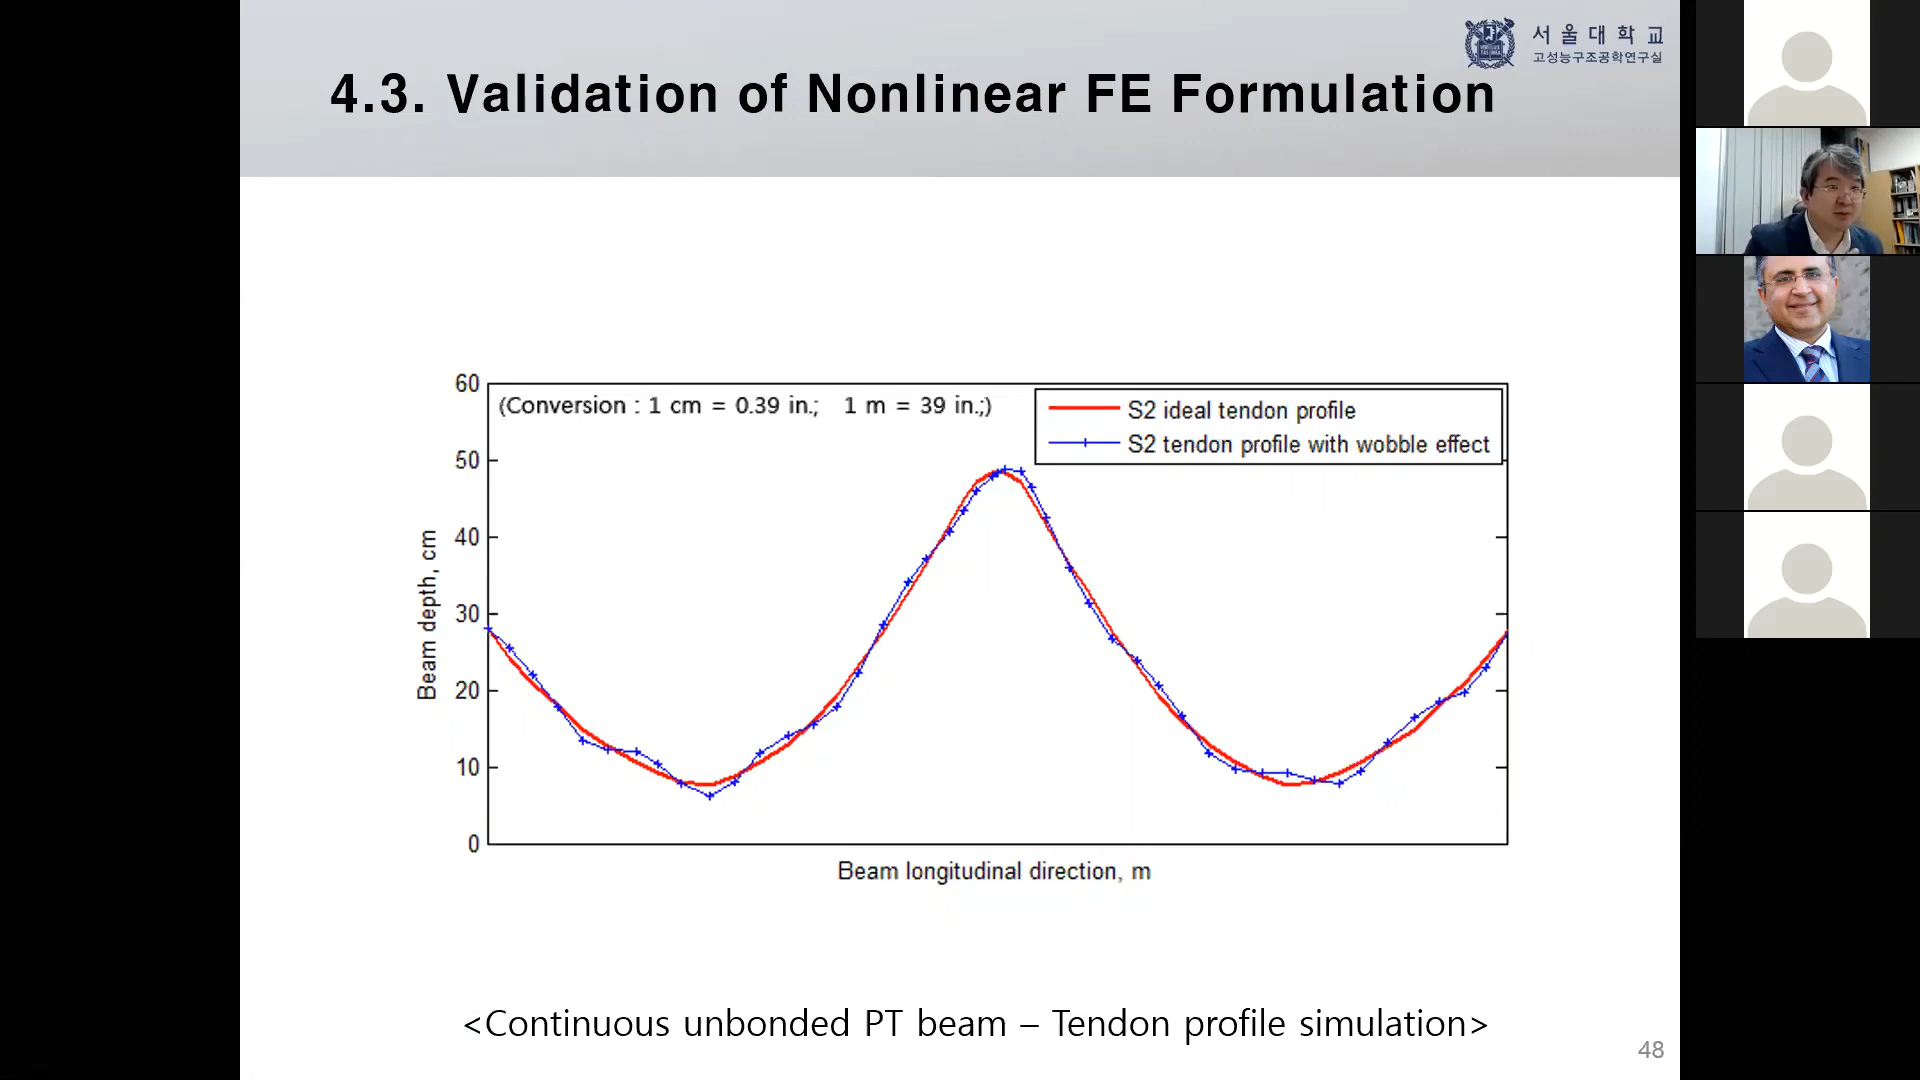 서울대학교
고성능구조공학연구실
4.3. Validation of Nonlinear FE Formulation
(Conversion : 1 cm = 0.39 in.; 1 m = 39 in.;)
S2 ideal tendon profile
S2 tendon profile with wobble effect
60
50
40
30
20
10
0
Beam depth, cm
Beam longitudinal direction, m
<Continuous unbonded PT beam – Tendon profile simulation>
48